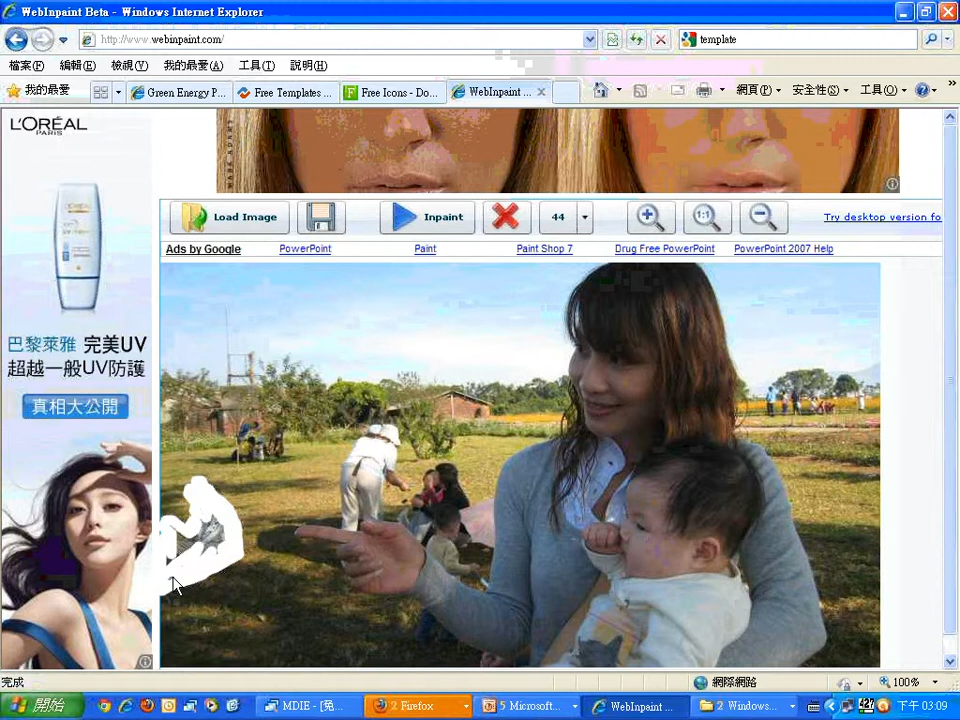 WebInpaint Beta - Windows Internet Explorer
http://www.webinpaint.com/
template
檔案(F) 編輯(E) 檢視(V) 我的最愛(A) 工具(T) 說明(H)
我的最愛 Green Energy P... Free Templates ... Free Icons - Do... WebInpaint ... 網頁(P) 安全性(S) 工具(O)
L'ORÉAL
PARIS
Load Image Inpaint 44 1:1 Try desktop version fo
Ads by Google PowerPoint Paint Paint Shop 7 Drug Free PowerPoint PowerPoint 2007 Help
巴黎萊雅 完美UV
超越一般UV防護
真相大公開
完成 網際網路 100%
開始 MDIE - [兔... 2 Firefox 5 Microsoft... WebInpaint ... 2 Windows... 下午 03:09